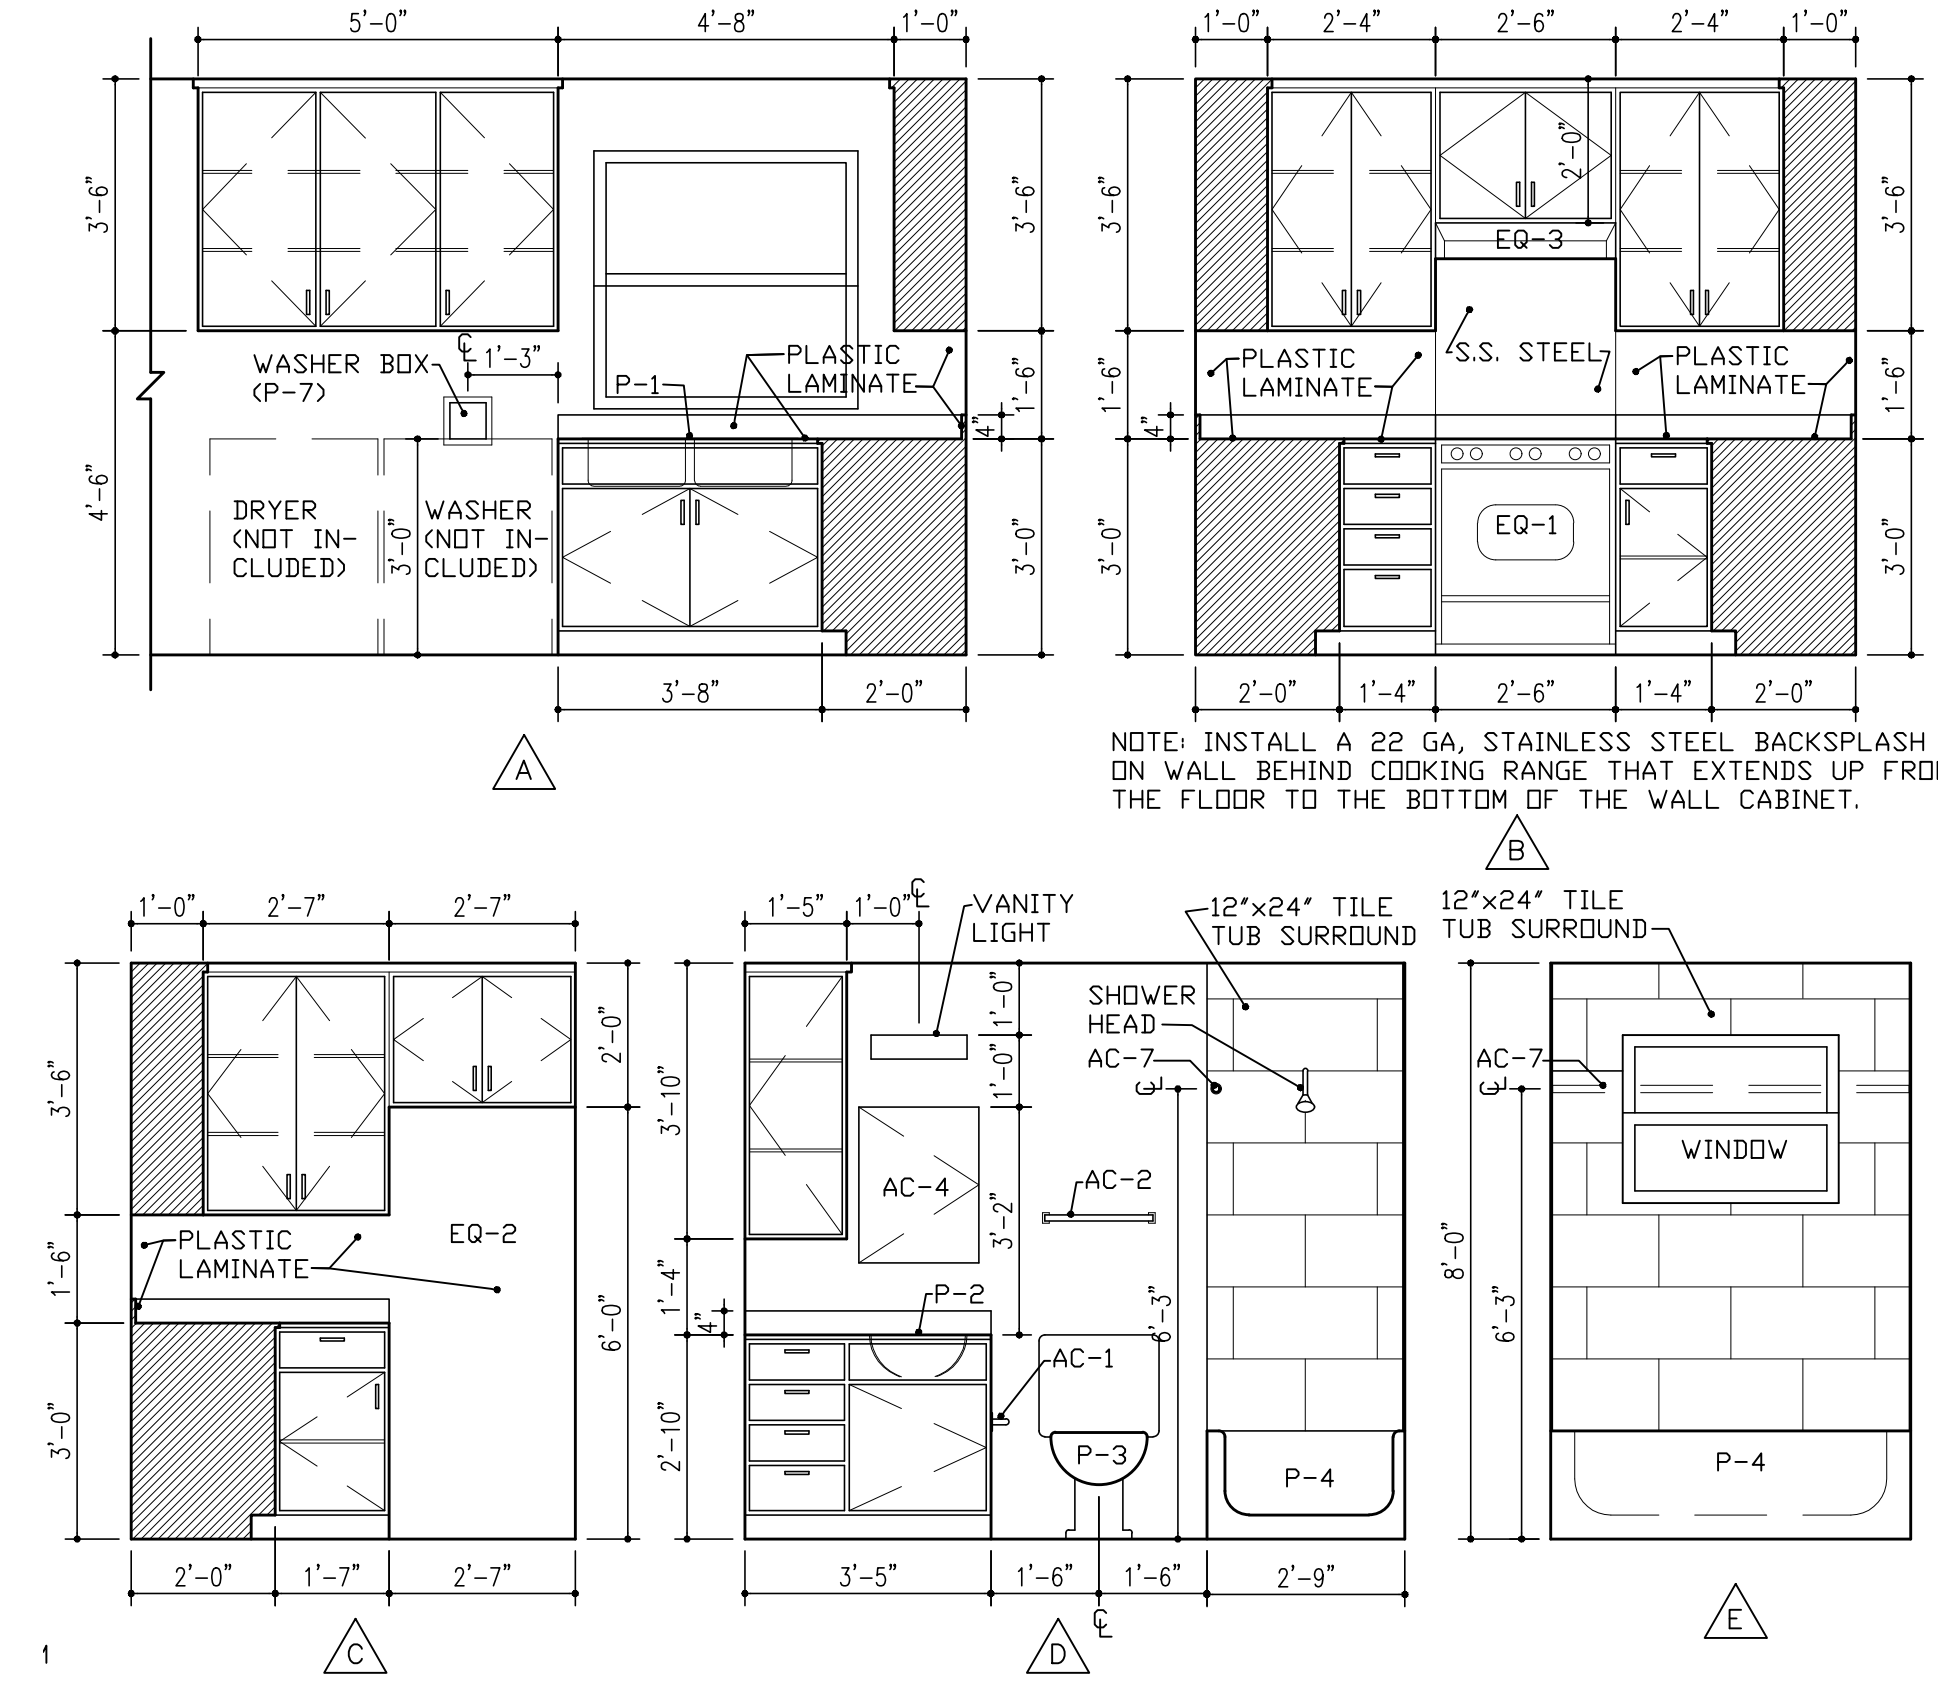 5'-0" 4'-8" 1'-0"
3'-6"
4'-6"
3'-6"
1'-6"
4"
3'-0"
WASHER BOX
(P-7)
℄ 1'-3"
P-1
PLASTIC
LAMINATE
DRYER
(NOT IN-
CLUDED)
3'-0"
WASHER
(NOT IN-
CLUDED)
3'-8" 2'-0"
A
1'-0" 2'-4" 2'-6" 2'-4" 1'-0"
3'-6"
1'-6"
4"
3'-0"
2'-0"
EQ-3
PLASTIC
LAMINATE
S.S. STEEL
PLASTIC
LAMINATE
EQ-1
3'-6"
1'-6"
3'-0"
2'-0" 1'-4" 2'-6" 1'-4" 2'-0"
NOTE: INSTALL A 22 GA, STAINLESS STEEL BACKSPLASH
ON WALL BEHIND COOKING RANGE THAT EXTENDS UP FRO
THE FLOOR TO THE BOTTOM OF THE WALL CABINET.
B
1'-0" 2'-7" 2'-7"
3'-6"
1'-6"
3'-0"
PLASTIC
LAMINATE
EQ-2
2'-0"
6'-0"
2'-0" 1'-7" 2'-7"
C
1'-5" 1'-0" ℄
VANITY
LIGHT
12"x24" TILE
TUB SURROUND
3'-10"
1'-4"
4"
2'-10"
1'-0"
1'-0"
3'-2"
SHOWER
HEAD
AC-7
℄
AC-4
AC-2
P-2
6'-3"
AC-1
P-3
P-4
3'-5" 1'-6" 1'-6" 2'-9"
℄
D
12"x24" TILE
TUB SURROUND
AC-7
℄
WINDOW
8'-0"
6'-3"
P-4
E
1